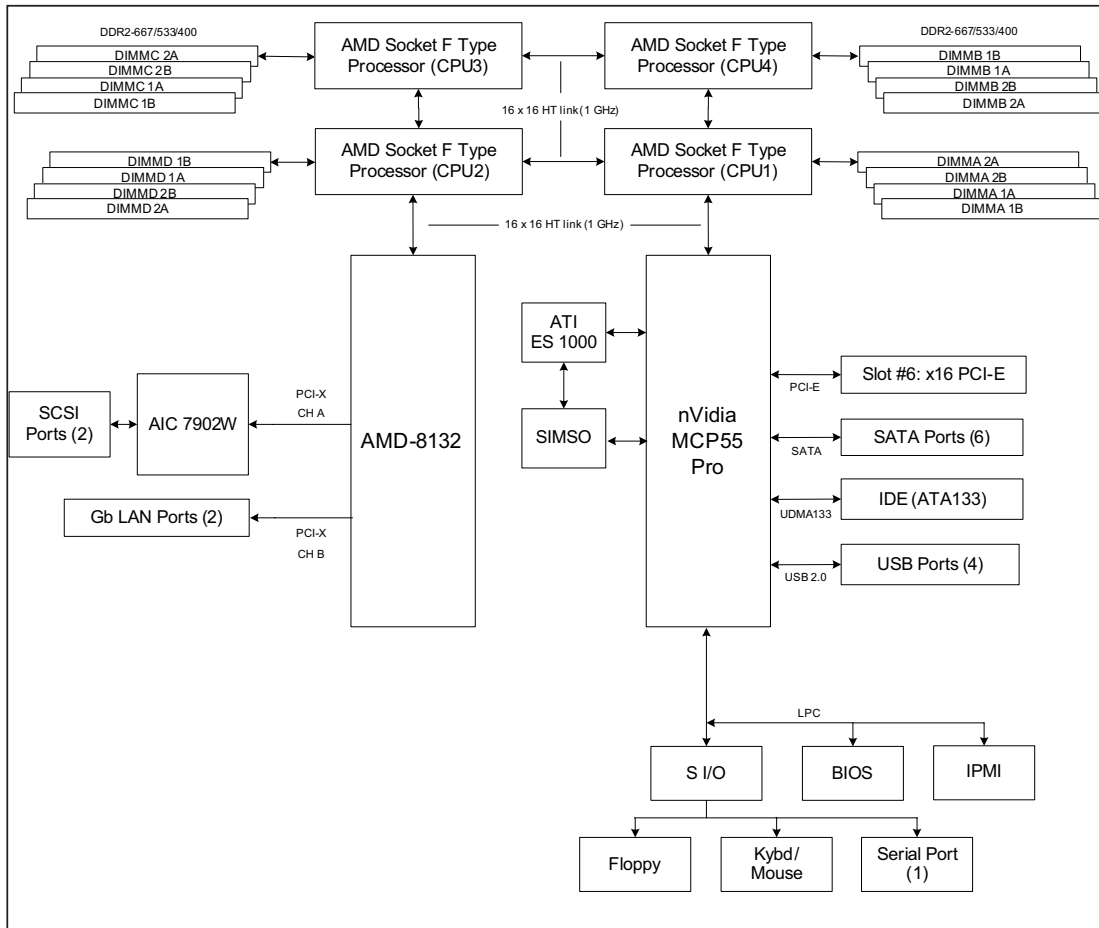 DDR2-667/533/400
DIMMC 2A
DIMMC 2B
DIMMC 1A
DIMMC 1B
AMD Socket F Type
Processor (CPU3)
AMD Socket F Type
Processor (CPU4)
DDR2-667/533/400
DIMMB 1B
DIMMB 1A
DIMMB 2B
DIMMB 2A
16 x 16 HT link (1 GHz)
DIMMD 1B
DIMMD 1A
DIMMD 2B
DIMMD 2A
AMD Socket F Type
Processor (CPU2)
AMD Socket F Type
Processor (CPU1)
DIMMA 2A
DIMMA 2B
DIMMA 1A
DIMMA 1B
16 x 16 HT link (1 GHz)
SCSI
Ports (2)
AIC 7902W
PCI-X
CH A
Gb LAN Ports (2)
PCI-X
CH B
AMD-8132
ATI
ES 1000
SIMSO
nVidia
MCP55
Pro
PCI-E
Slot #6: x16 PCI-E
SATA
SATA Ports (6)
UDMA133
IDE (ATA133)
USB 2.0
USB Ports (4)
LPC
S I/O
BIOS
IPMI
Floppy
Kybd/
Mouse
Serial Port
(1)